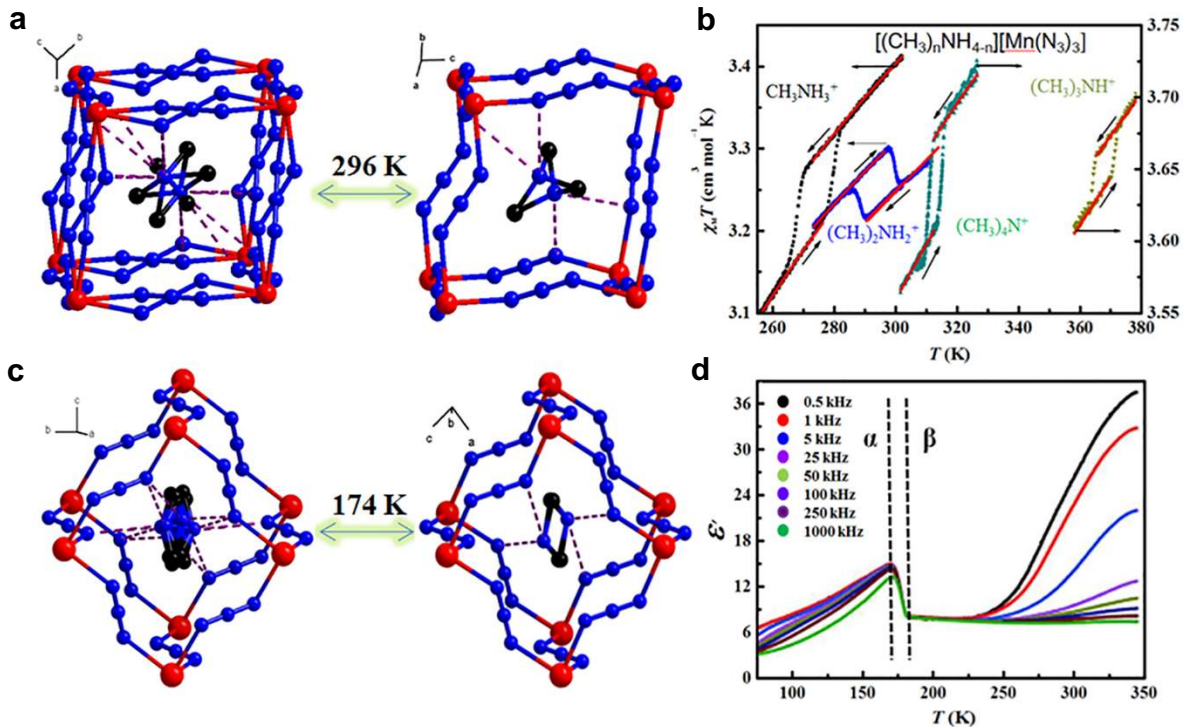 a
c b
a
296 K
b
c
a
b
[(CH₃)ₙNH₄₋ₙ][Mn(N₃)₃]
CH₃NH₃⁺
(CH₃)₃NH⁺
(CH₃)₂NH₂⁺
(CH₃)₄N⁺
χₘT (cm³ mol⁻¹ K)
3.4
3.3
3.2
3.1
3.75
3.70
3.65
3.60
3.55
260 280 300 320 340 360 380
T (K)
c
c
b a
174 K
b
c a
d
0.5 kHz
1 kHz
5 kHz
25 kHz
50 kHz
100 kHz
250 kHz
1000 kHz
α β
ε'
36
30
24
18
12
6
100 150 200 250 300 350
T (K)